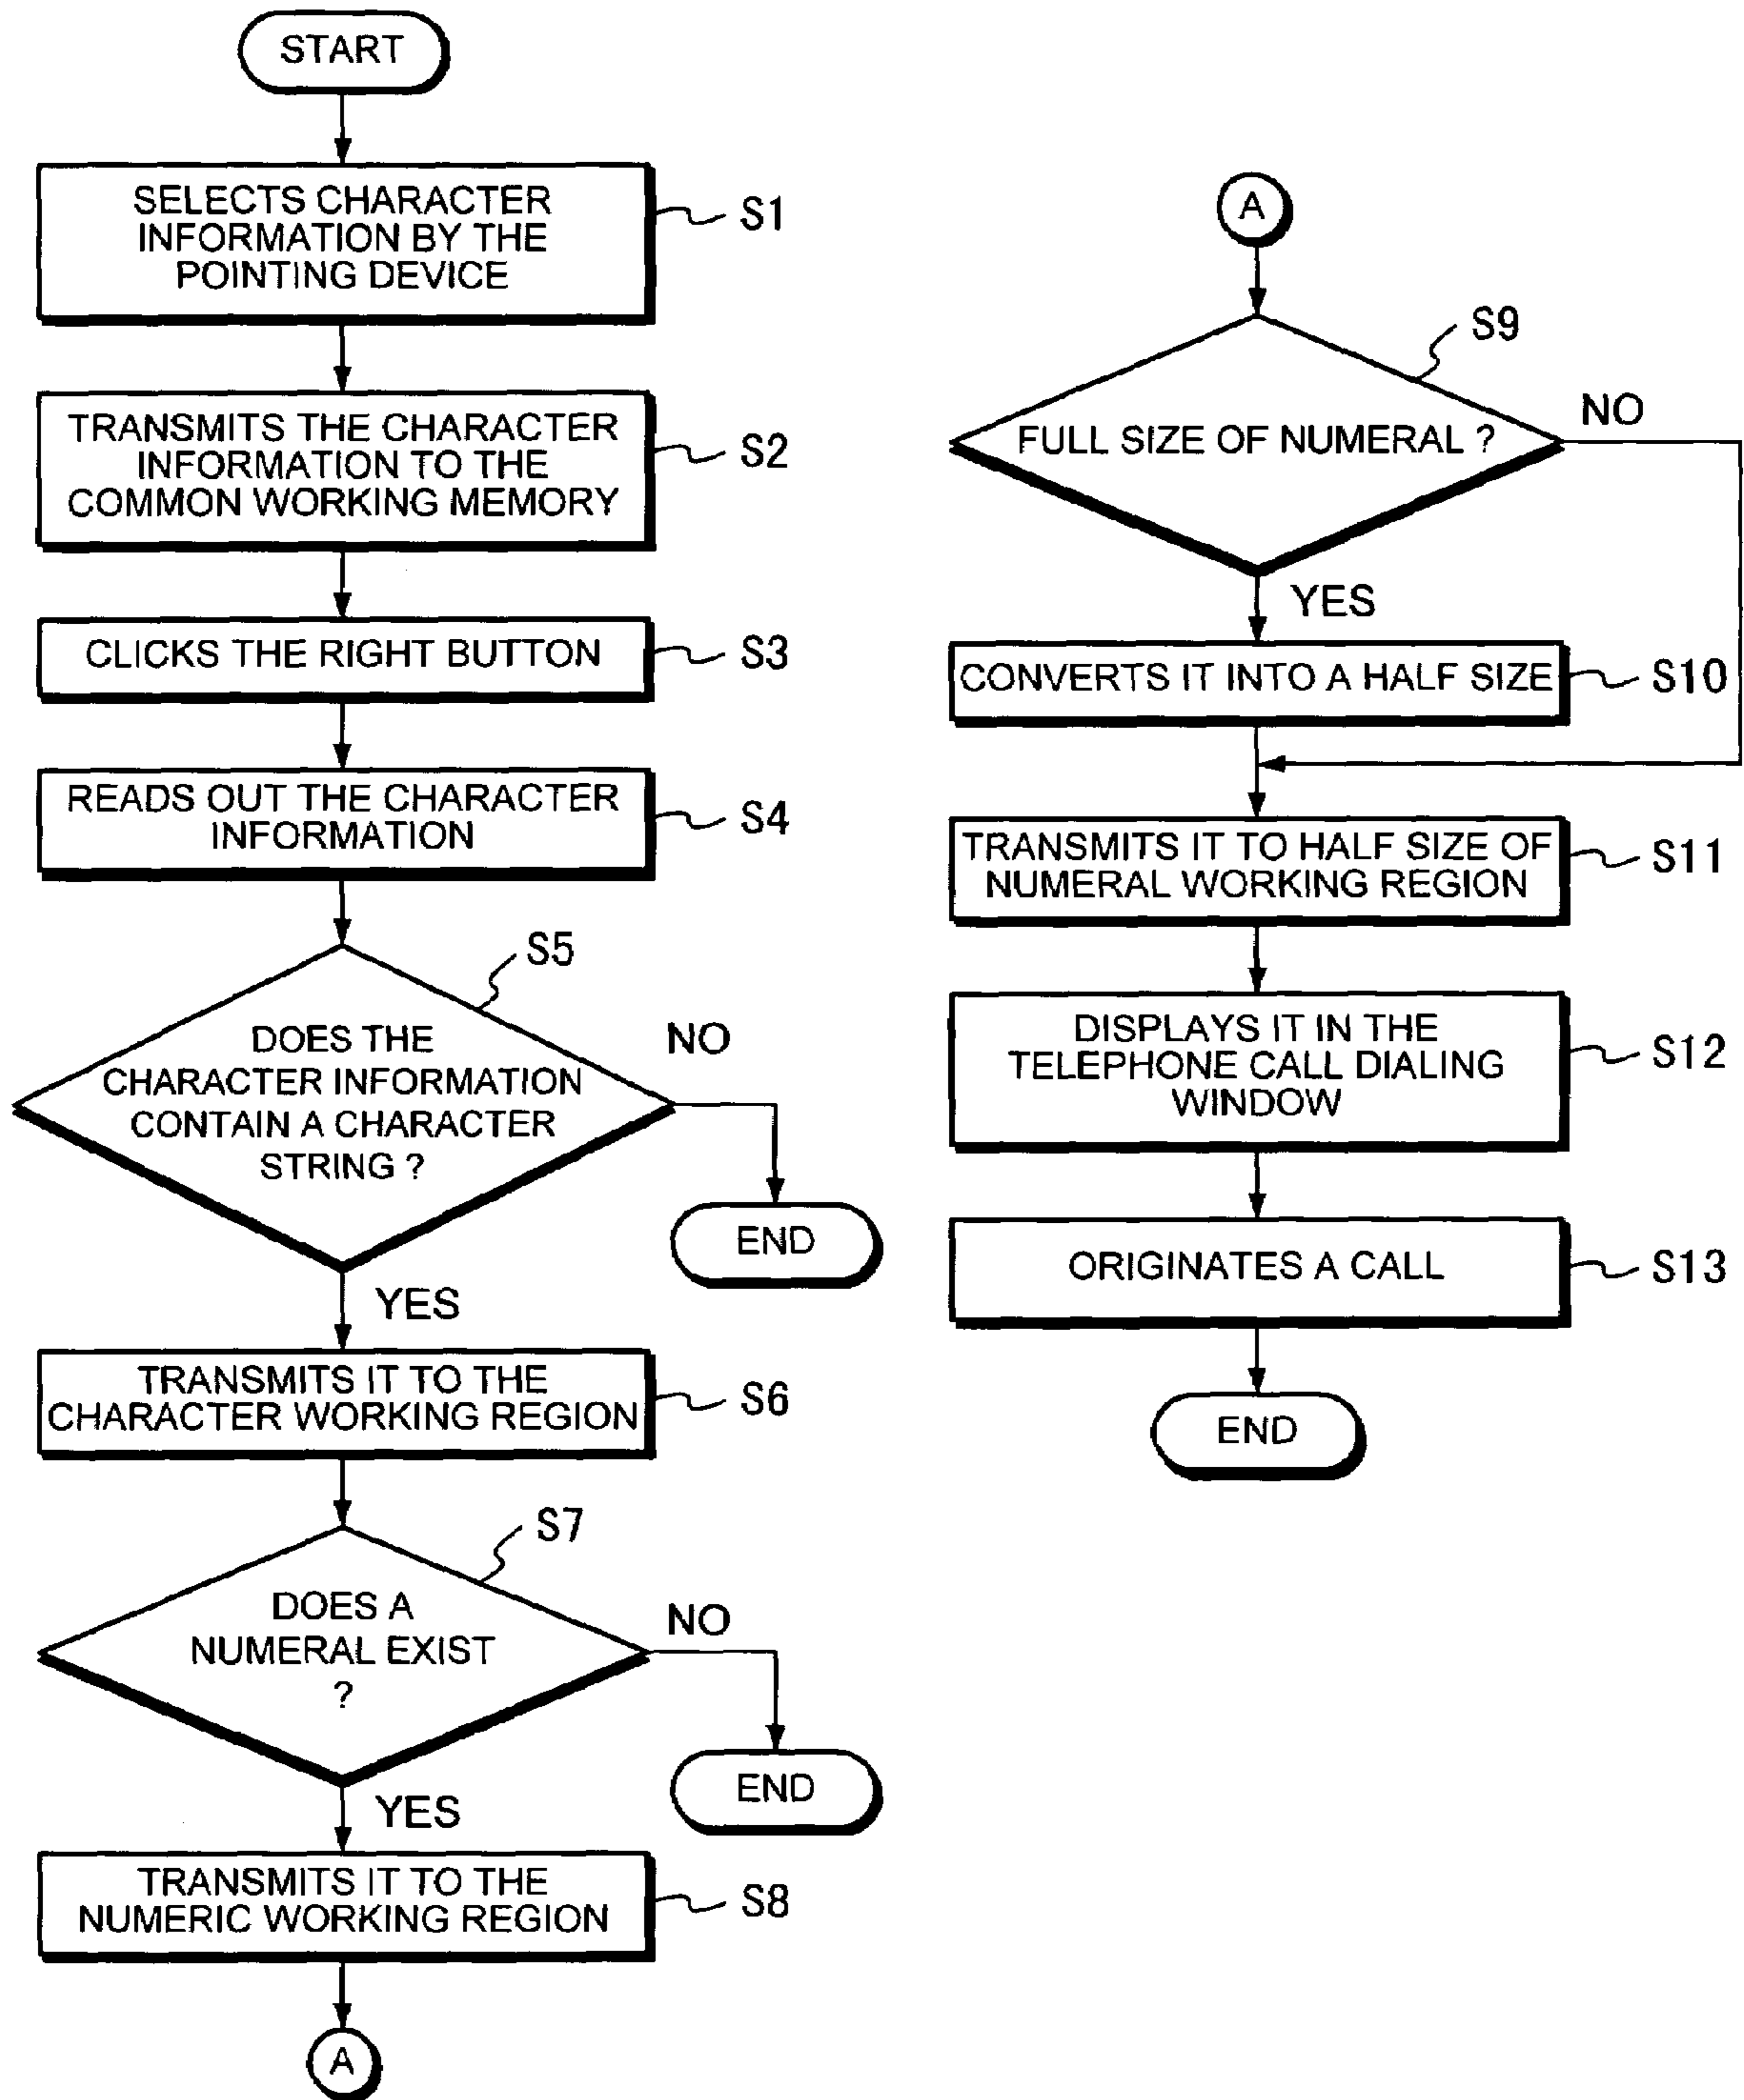 START
SELECTS CHARACTER
INFORMATION BY THE
POINTING DEVICE
S1
TRANSMITS THE CHARACTER
INFORMATION TO THE
COMMON WORKING MEMORY
S2
CLICKS THE RIGHT BUTTON
S3
READS OUT THE CHARACTER
INFORMATION
S4
S5
DOES THE
CHARACTER INFORMATION
CONTAIN A CHARACTER
STRING ?
NO
END
YES
TRANSMITS IT TO THE
CHARACTER WORKING REGION
S6
S7
DOES A
NUMERAL EXIST
?
NO
END
YES
TRANSMITS IT TO THE
NUMERIC WORKING REGION
S8
A
A
S9
FULL SIZE OF NUMERAL ?
NO
YES
CONVERTS IT INTO A HALF SIZE
S10
TRANSMITS IT TO HALF SIZE OF
NUMERAL WORKING REGION
S11
DISPLAYS IT IN THE
TELEPHONE CALL DIALING
WINDOW
S12
ORIGINATES A CALL
S13
END